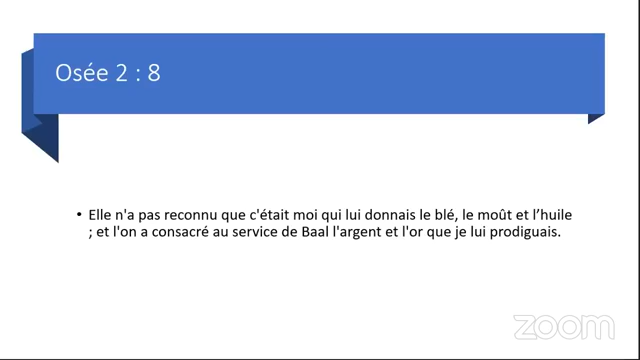 Osée 2 : 8
• Elle n'a pas reconnu que c'était moi qui lui donnais le blé, le moût et l’huile
; et l'on a consacré au service de Baal l'argent et l'or que je lui prodiguais.
zoom